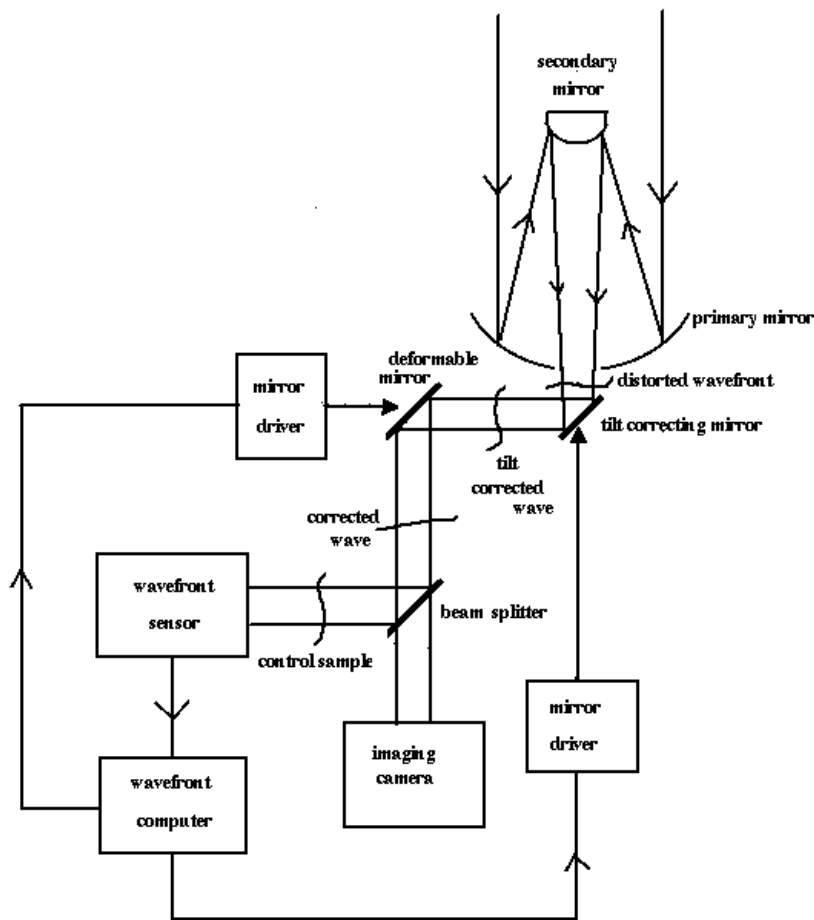 secondary
mirror
primary mirror
deformable
mirror
distorted wavefront
mirror
driver
tilt correcting mirror
tilt
corrected
wave
corrected
wave
wavefront
sensor
beam splitter
control sample
mirror
driver
imaging
camera
wavefront
computer